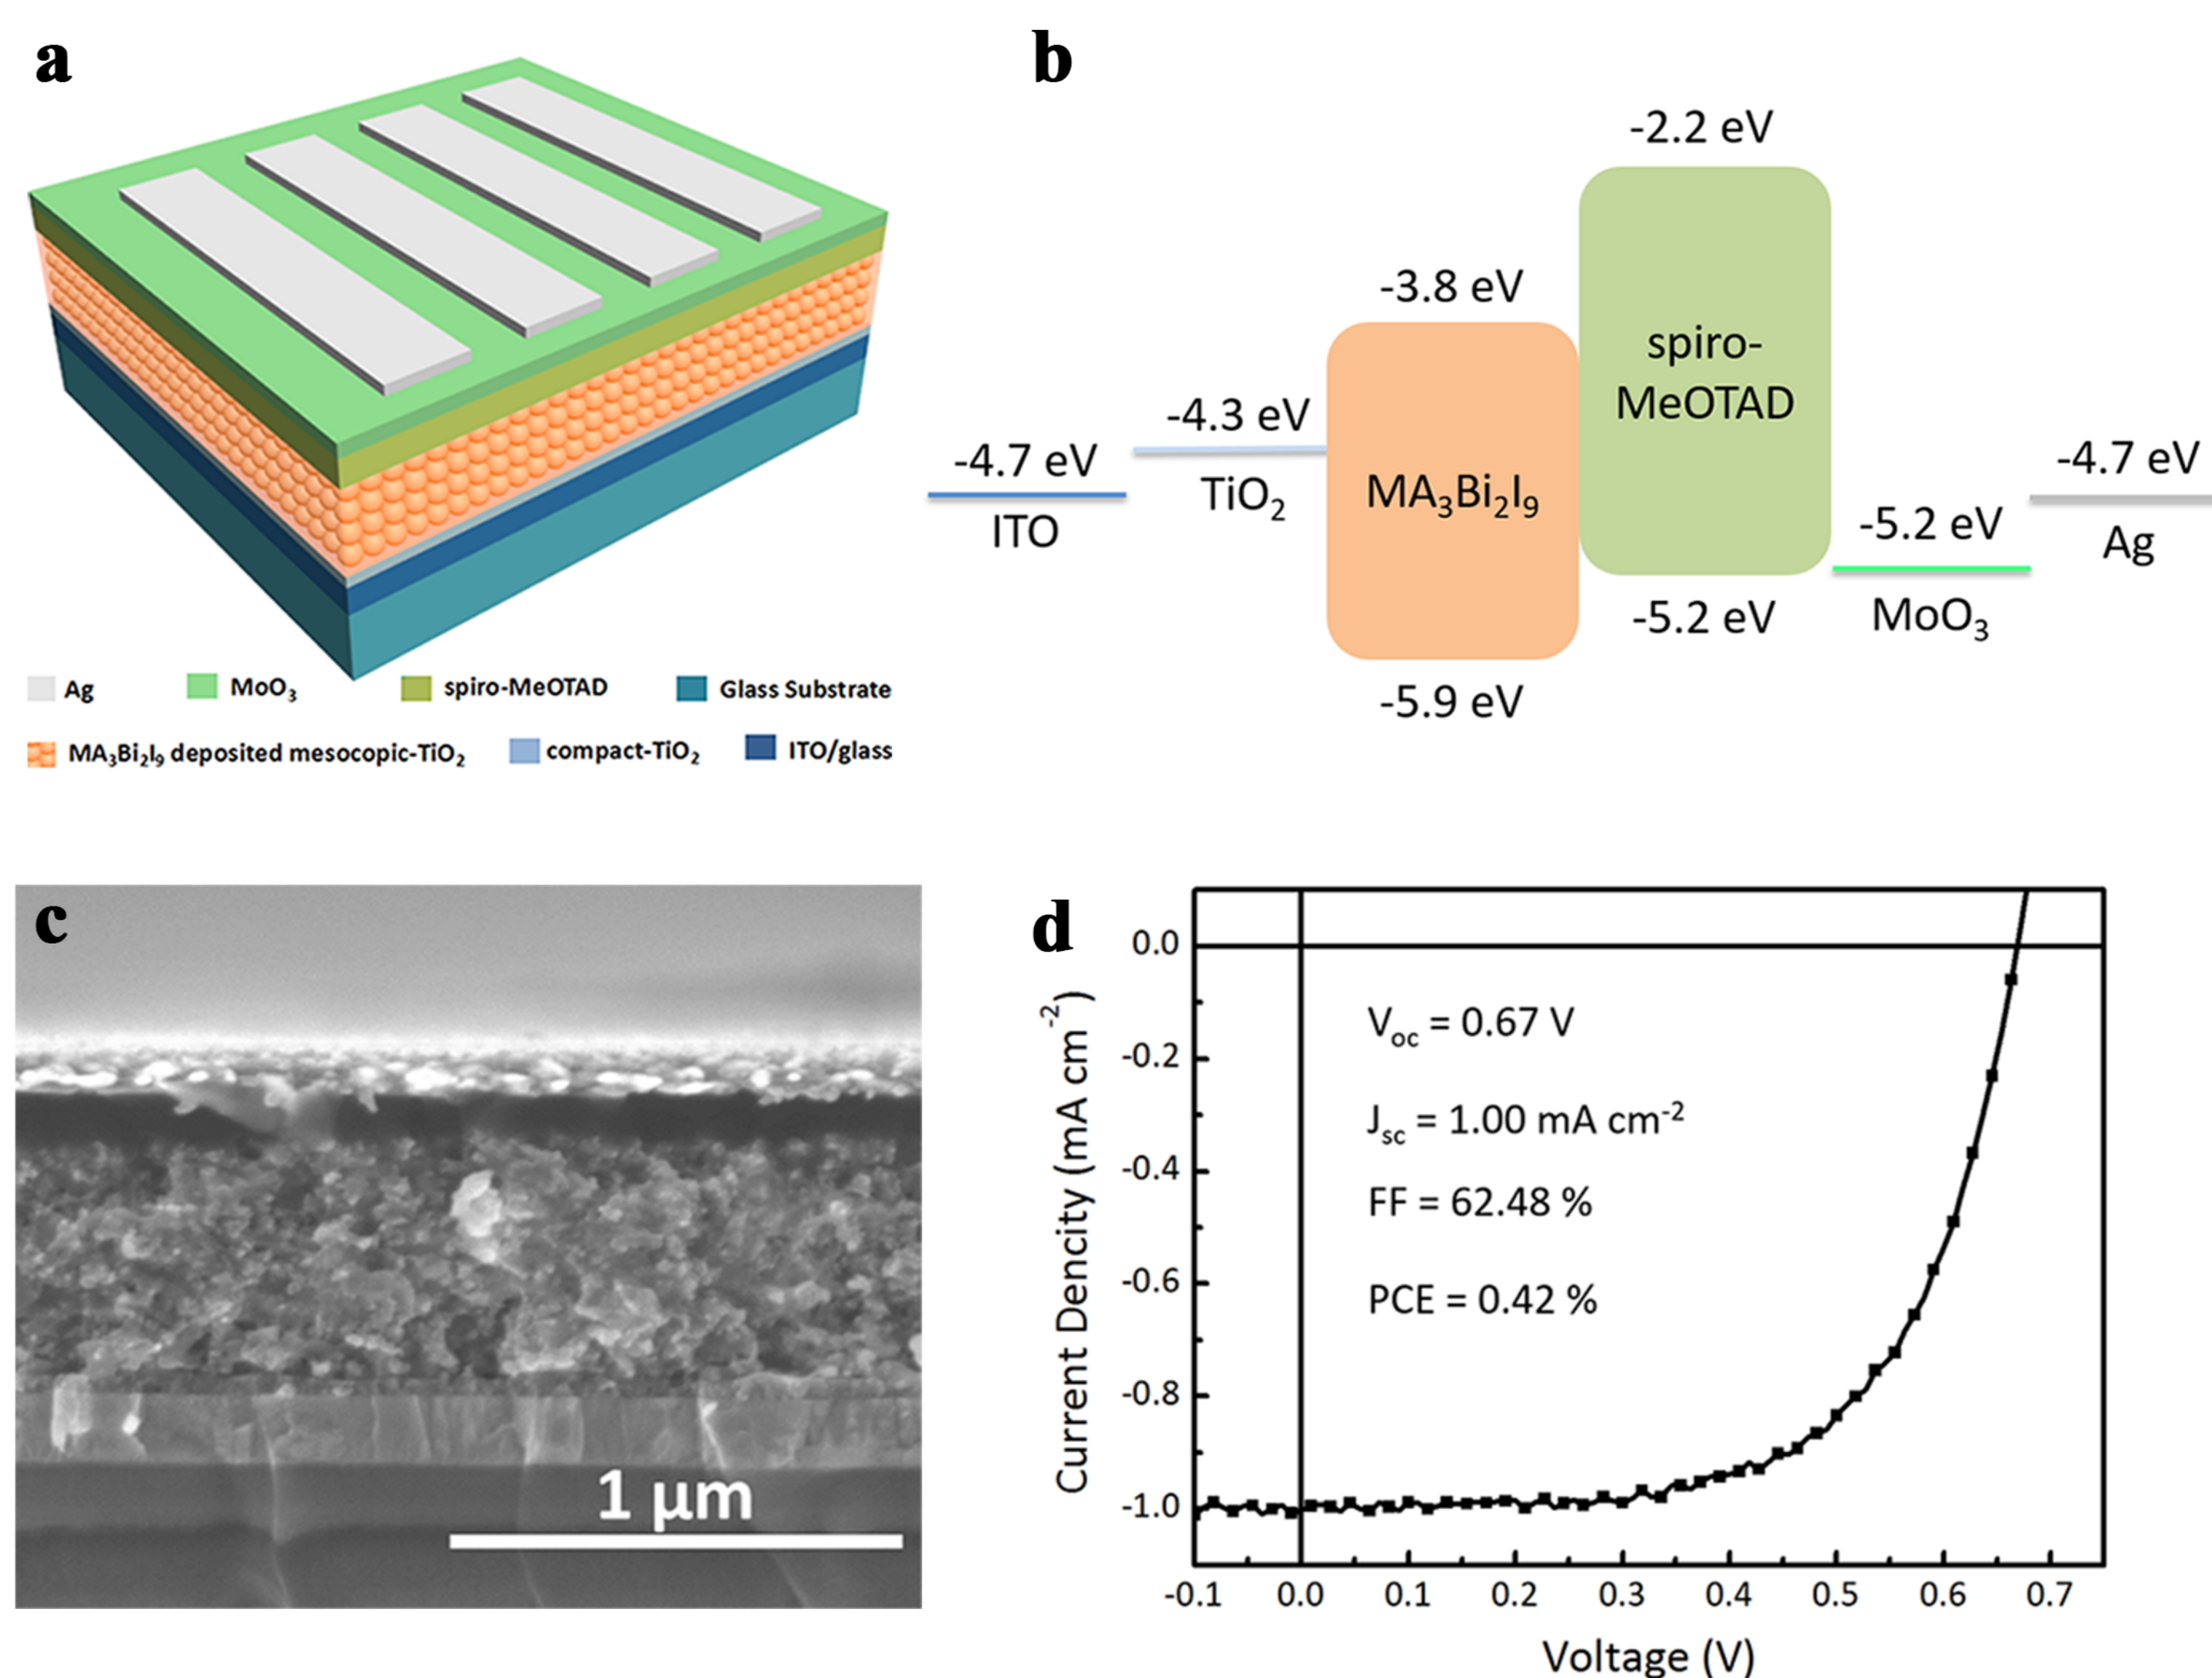 a
Ag
MoO₃
spiro-MeOTAD
Glass Substrate
MA₃Bi₂I₉ deposited mesocopic-TiO₂
compact-TiO₂
ITO/glass
b
-2.2 eV
-3.8 eV
spiro-
MeOTAD
-4.3 eV
-4.7 eV
-4.7 eV
TiO₂
MA₃Bi₂I₉
ITO
-5.2 eV
Ag
-5.2 eV
MoO₃
-5.9 eV
c
1 µm
d
Current Dencity (mA cm⁻²)
0.0
-0.2
-0.4
-0.6
-0.8
-1.0
Voc = 0.67 V
Jsc = 1.00 mA cm⁻²
FF = 62.48 %
PCE = 0.42 %
-0.1 0.0 0.1 0.2 0.3 0.4 0.5 0.6 0.7
Voltage (V)